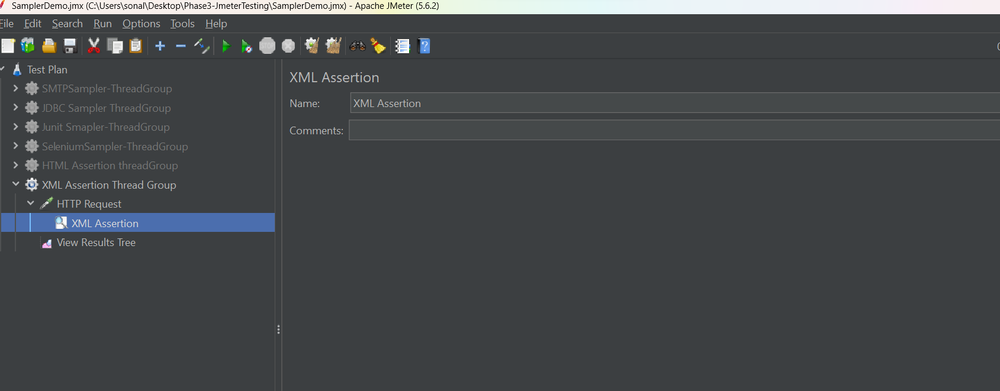 SamplerDemo.jmx (C:\Users\sonal\Desktop\Phase3-JmeterTesting\SamplerDemo.jmx) - Apache JMeter (5.6.2)
File Edit Search Run Options Tools Help
STOP
Test Plan
SMTPSampler-ThreadGroup
JDBC Sampler ThreadGroup
Junit Smapler-ThreadGroup
SeleniumSampler-ThreadGroup
HTML Assertion threadGroup
XML Assertion Thread Group
HTTP Request
XML Assertion
View Results Tree
XML Assertion
Name: XML Assertion
Comments: